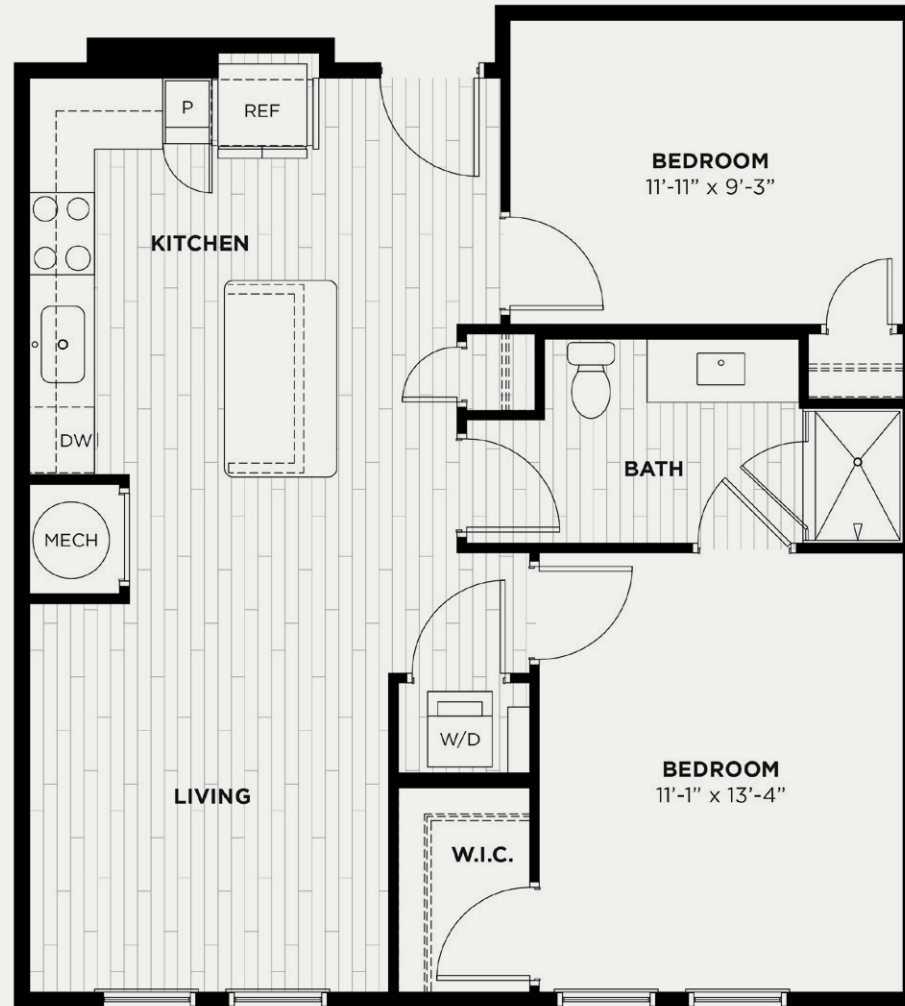 P
REF
BEDROOM
11’-11” x 9’-3”
KITCHEN
DW
BATH
MECH
W/D
LIVING
BEDROOM
11’-1” x 13’-4”
W.I.C.